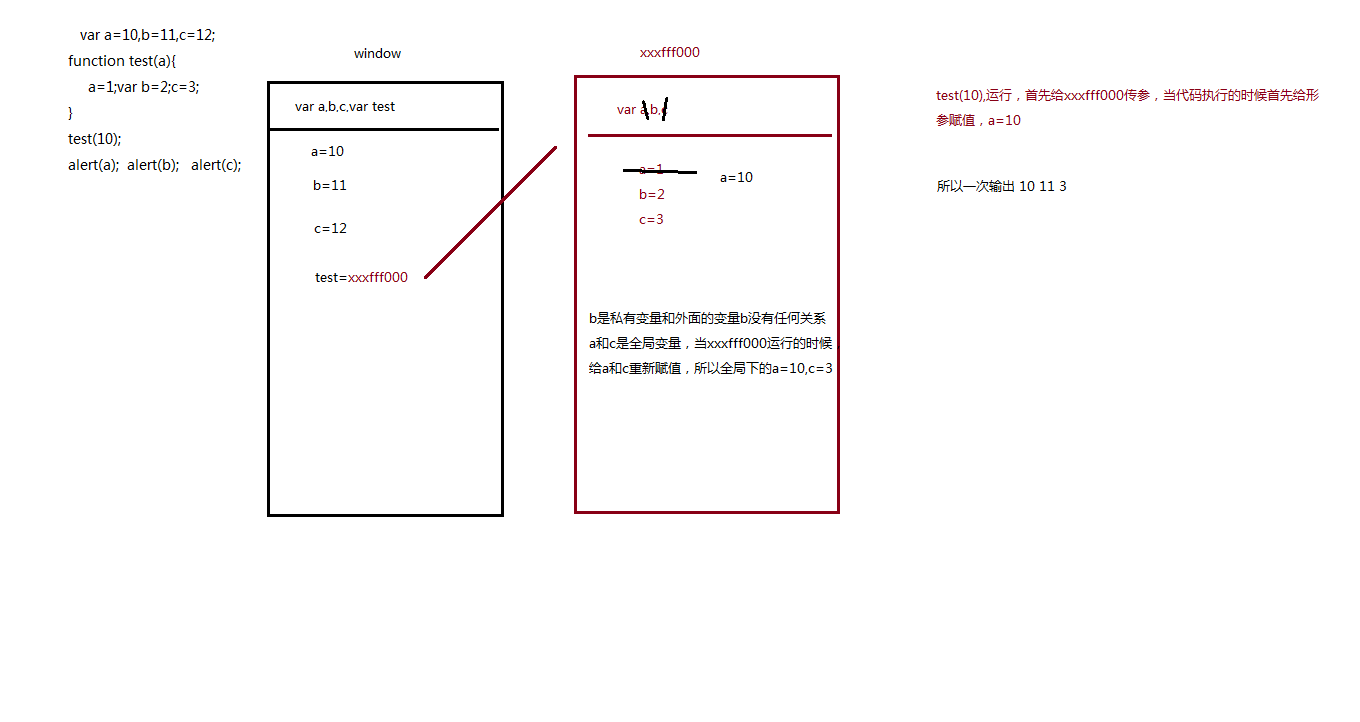 var a=10,b=11,c=12;
function test(a){
a=1;var b=2;c=3;
}
test(10);
alert(a); alert(b); alert(c);
window
var a,b,c,var test
a=10
b=11
c=12
test=xxxfff000
xxxfff000
var a,b,c
a=1
a=10
b=2
c=3
b是私有变量和外面的变量b没有任何关系
a和c是全局变量，当xxxfff000运行的时候
给a和c重新赋值，所以全局下的a=10,c=3
test(10),运行，首先给xxxfff000传参，当代码执行的时候首先给形
参赋值，a=10
所以一次输出 10 11 3